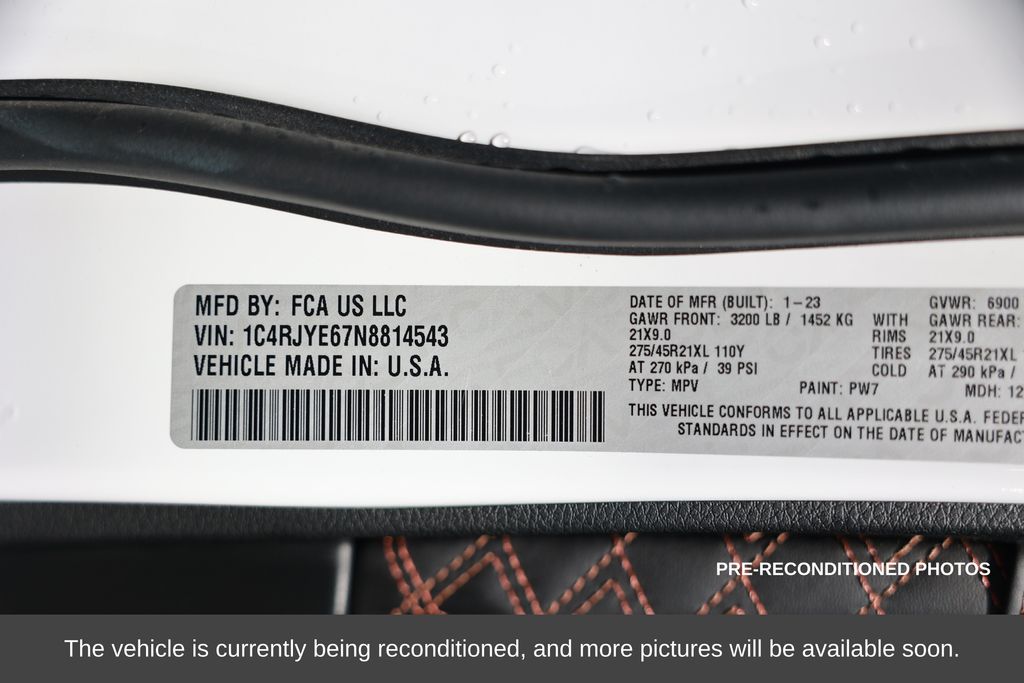 MFD BY: FCA US LLC
VIN: 1C4RJYE67N8814543
VEHICLE MADE IN: U.S.A.
DATE OF MFR (BUILT): 1-23
GAWR FRONT: 3200 LB / 1452 KG
21X9.0
275/45R21XL 110Y
AT 270 kPa / 39 PSI
TYPE: MPV
WITH
RIMS
TIRES
COLD
PAINT: PW7
GVWR: 6900
GAWR REAR:
21X9.0
275/45R21XL
AT 290 kPa /
MDH: 12
THIS VEHICLE CONFORMS TO ALL APPLICABLE U.S.A. FEDER
STANDARDS IN EFFECT ON THE DATE OF MANUFAC
PRE-RECONDITIONED PHOTOS
The vehicle is currently being reconditioned, and more pictures will be available soon.